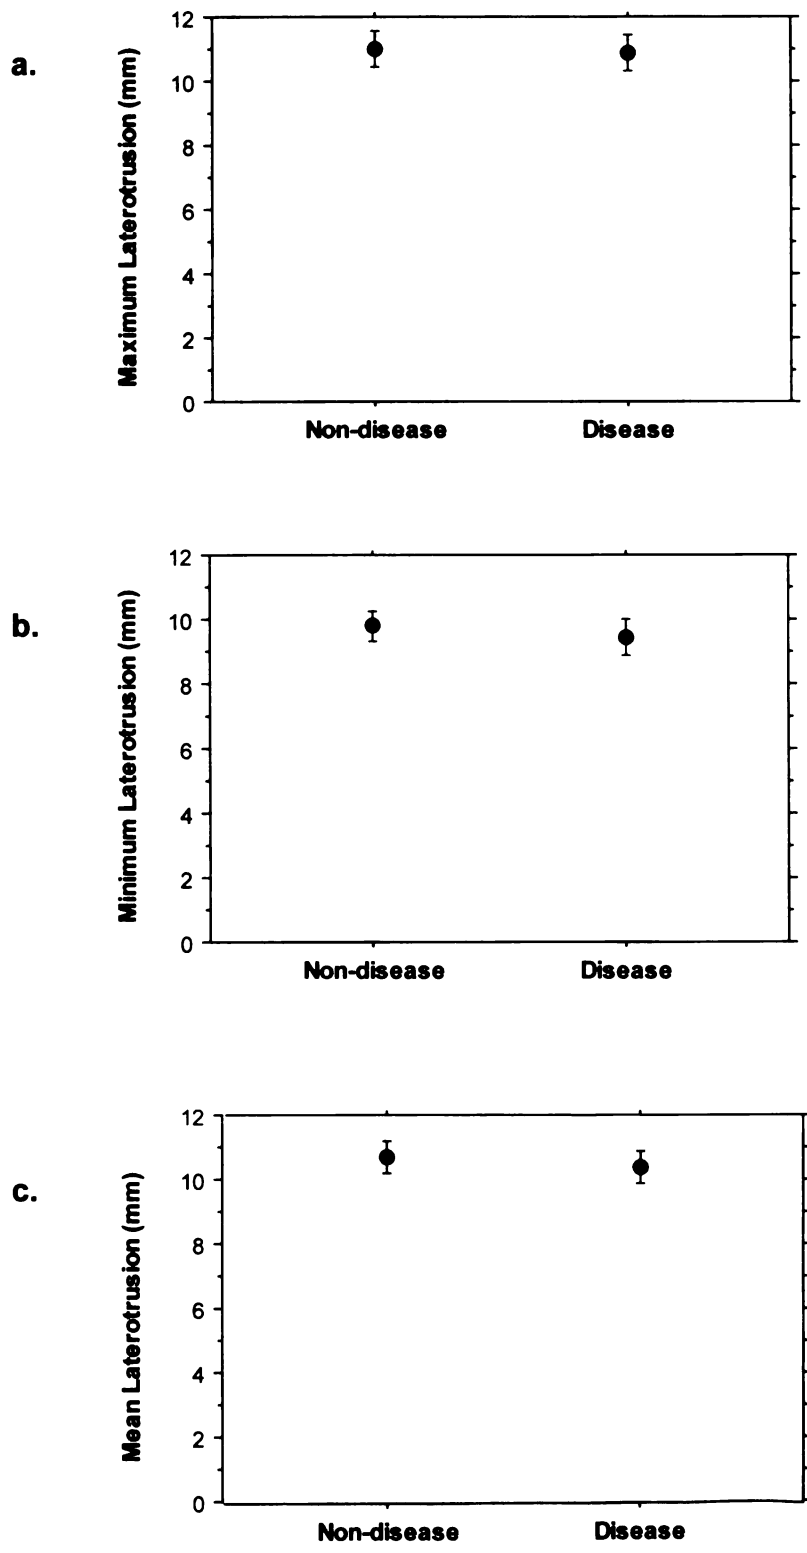 a.
Maximum Laterotrusion (mm)
12
10
8
6
4
2
0
Non-disease Disease
b.
Minimum Laterotrusion (mm)
12
10
8
6
4
2
0
Non-disease Disease
c.
Mean Laterotrusion (mm)
12
10
8
6
4
2
0
Non-disease Disease